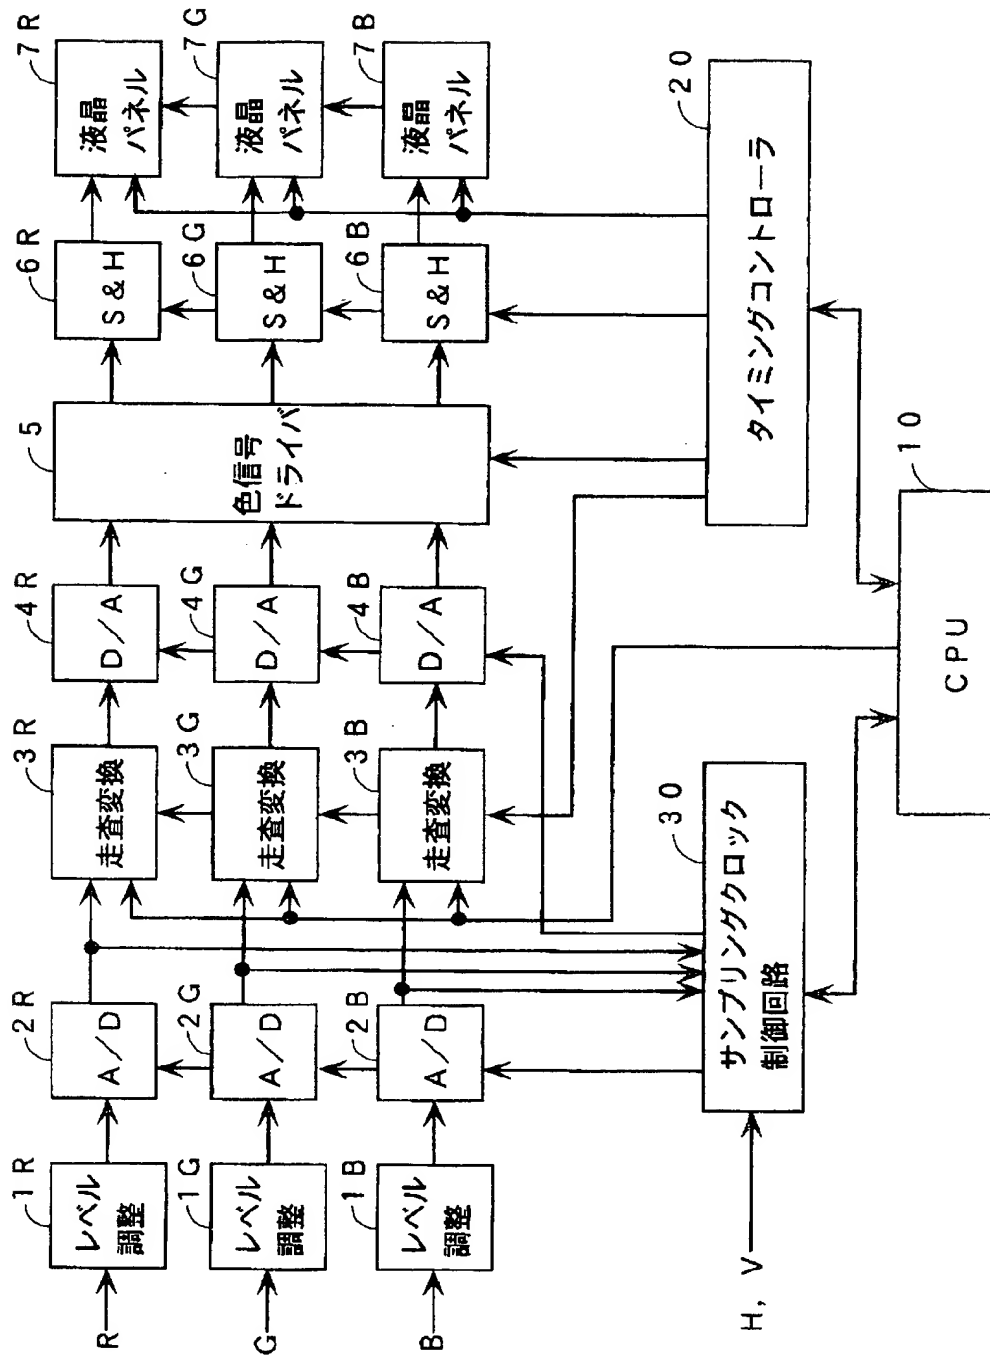 R
1R
レベル
調整
2R
A/D
3R
走査変換
4R
D/A
5
色信号
ドライバ
6R
S&H
7R
液晶
パネル
G
1G
レベル
調整
2G
A/D
3G
走査変換
4G
D/A
6G
S&H
7G
液晶
パネル
B
1B
レベル
調整
2B
A/D
3B
走査変換
4B
D/A
6B
S&H
7B
液晶
パネル
H, V
30
サンプリングクロック
制御回路
20
タイミングコントローラ
10
CPU